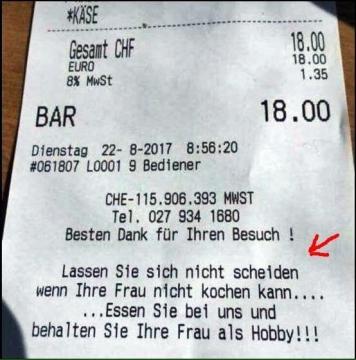 *KÄSE
Gesamt CHF 18.00
EURO 18.00
8% MwSt 1.35
BAR 18.00
Dienstag 22- 8-2017 8:56:20
#061807 L0001 9 Bediener
CHE-115.906.393 MWST
Tel. 027 934 1680
Besten Dank für Ihren Besuch !
Lassen Sie sich nicht scheiden
wenn Ihre Frau nicht kochen kann....
...Essen Sie bei uns und
behalten Sie Ihre Frau als Hobby!!!